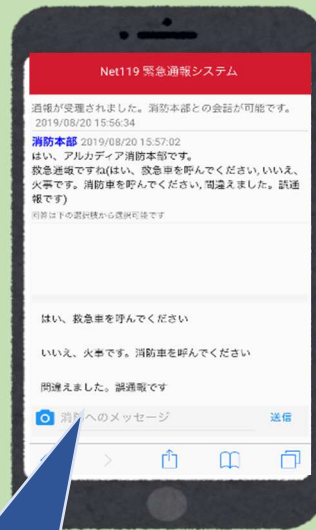 Net119 緊急通報システム
通報が受理されました。消防本部との会話が可能です。
2019/08/20 15:56:34
消防本部 2019/08/20 15:57:02
はい、アルカディア消防本部です。
救急通報ですね(はい、救急車を呼んでください,いいえ、
火事です。消防車を呼んでください,間違えました。誤通
報です)
回答は下の選択肢から選択可能です
はい、救急車を呼んでください
いいえ、火事です。消防車を呼んでください
間違えました。誤通報です
消防へのメッセージ
送信